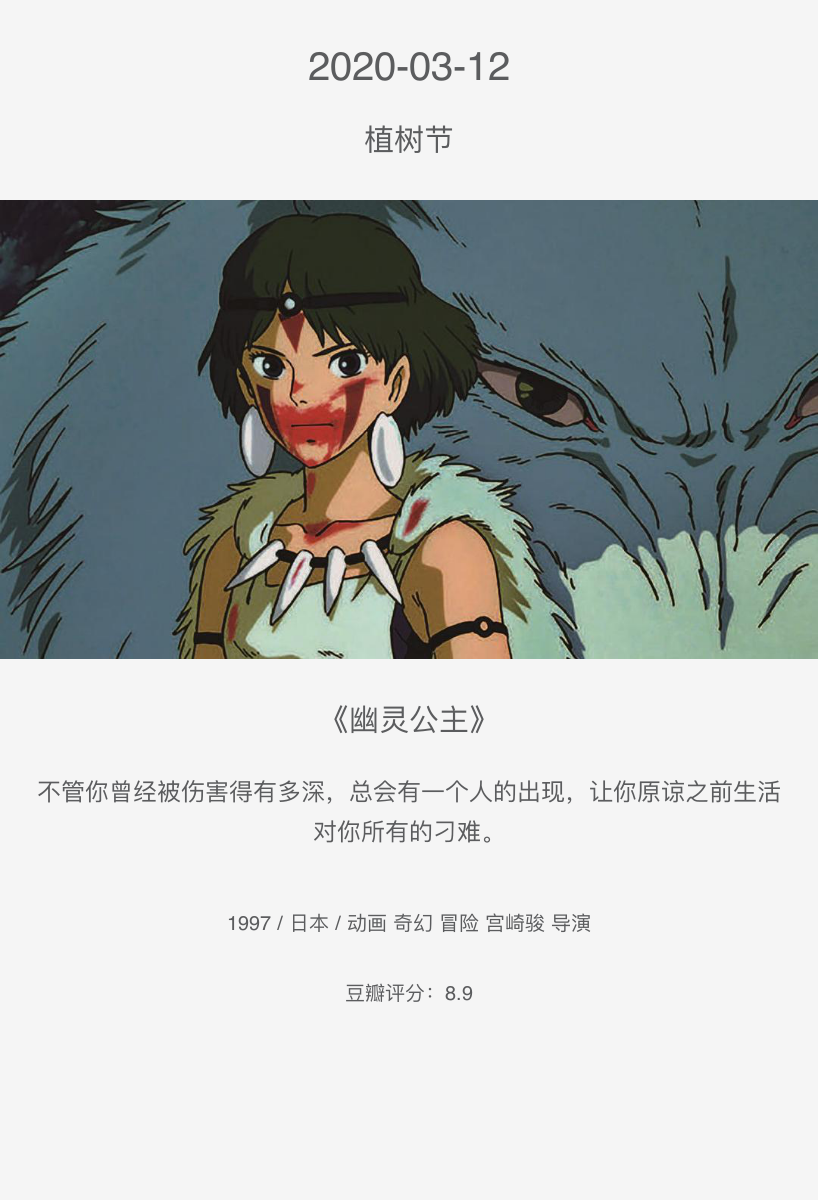 2020-03-12
植树节
《幽灵公主》
不管你曾经被伤害得有多深，总会有一个人的出现，让你原谅之前生活
对你所有的刁难。
1997 / 日本 / 动画 奇幻 冒险 宫崎骏 导演
豆瓣评分：8.9